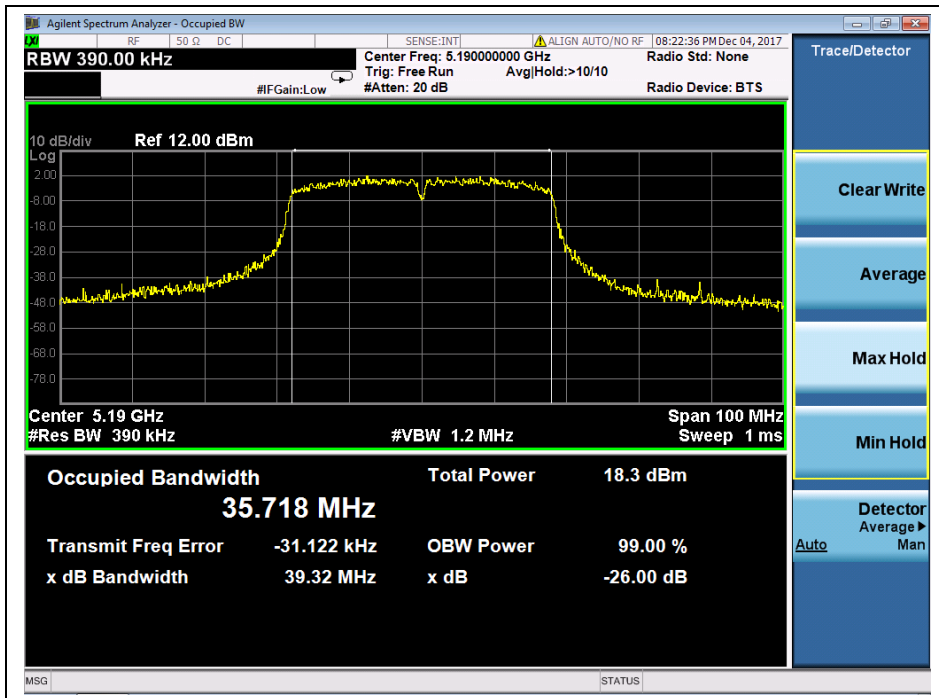 Agilent Spectrum Analyzer - Occupied BW
LXI RF 50 Ω DC SENSE:INT ALIGN AUTO/NO RF 08:22:36 PM Dec 04, 2017
RBW 390.00 kHz
Center Freq: 5.190000000 GHz
Radio Std: None
Trig: Free Run Avg|Hold:>10/10
#IFGain:Low
#Atten: 20 dB
Radio Device: BTS
10 dB/div Ref 12.00 dBm
Log
2.00
-8.00
-18.0
-28.0
-38.0
-48.0
-58.0
-68.0
-78.0
Center 5.19 GHz Span 100 MHz
#Res BW 390 kHz #VBW 1.2 MHz Sweep 1 ms
Occupied Bandwidth Total Power 18.3 dBm
35.718 MHz
Transmit Freq Error -31.122 kHz OBW Power 99.00 %
x dB Bandwidth 39.32 MHz x dB -26.00 dB
Trace/Detector
Clear Write
Average
Max Hold
Min Hold
Detector
Average
Auto Man
MSG STATUS